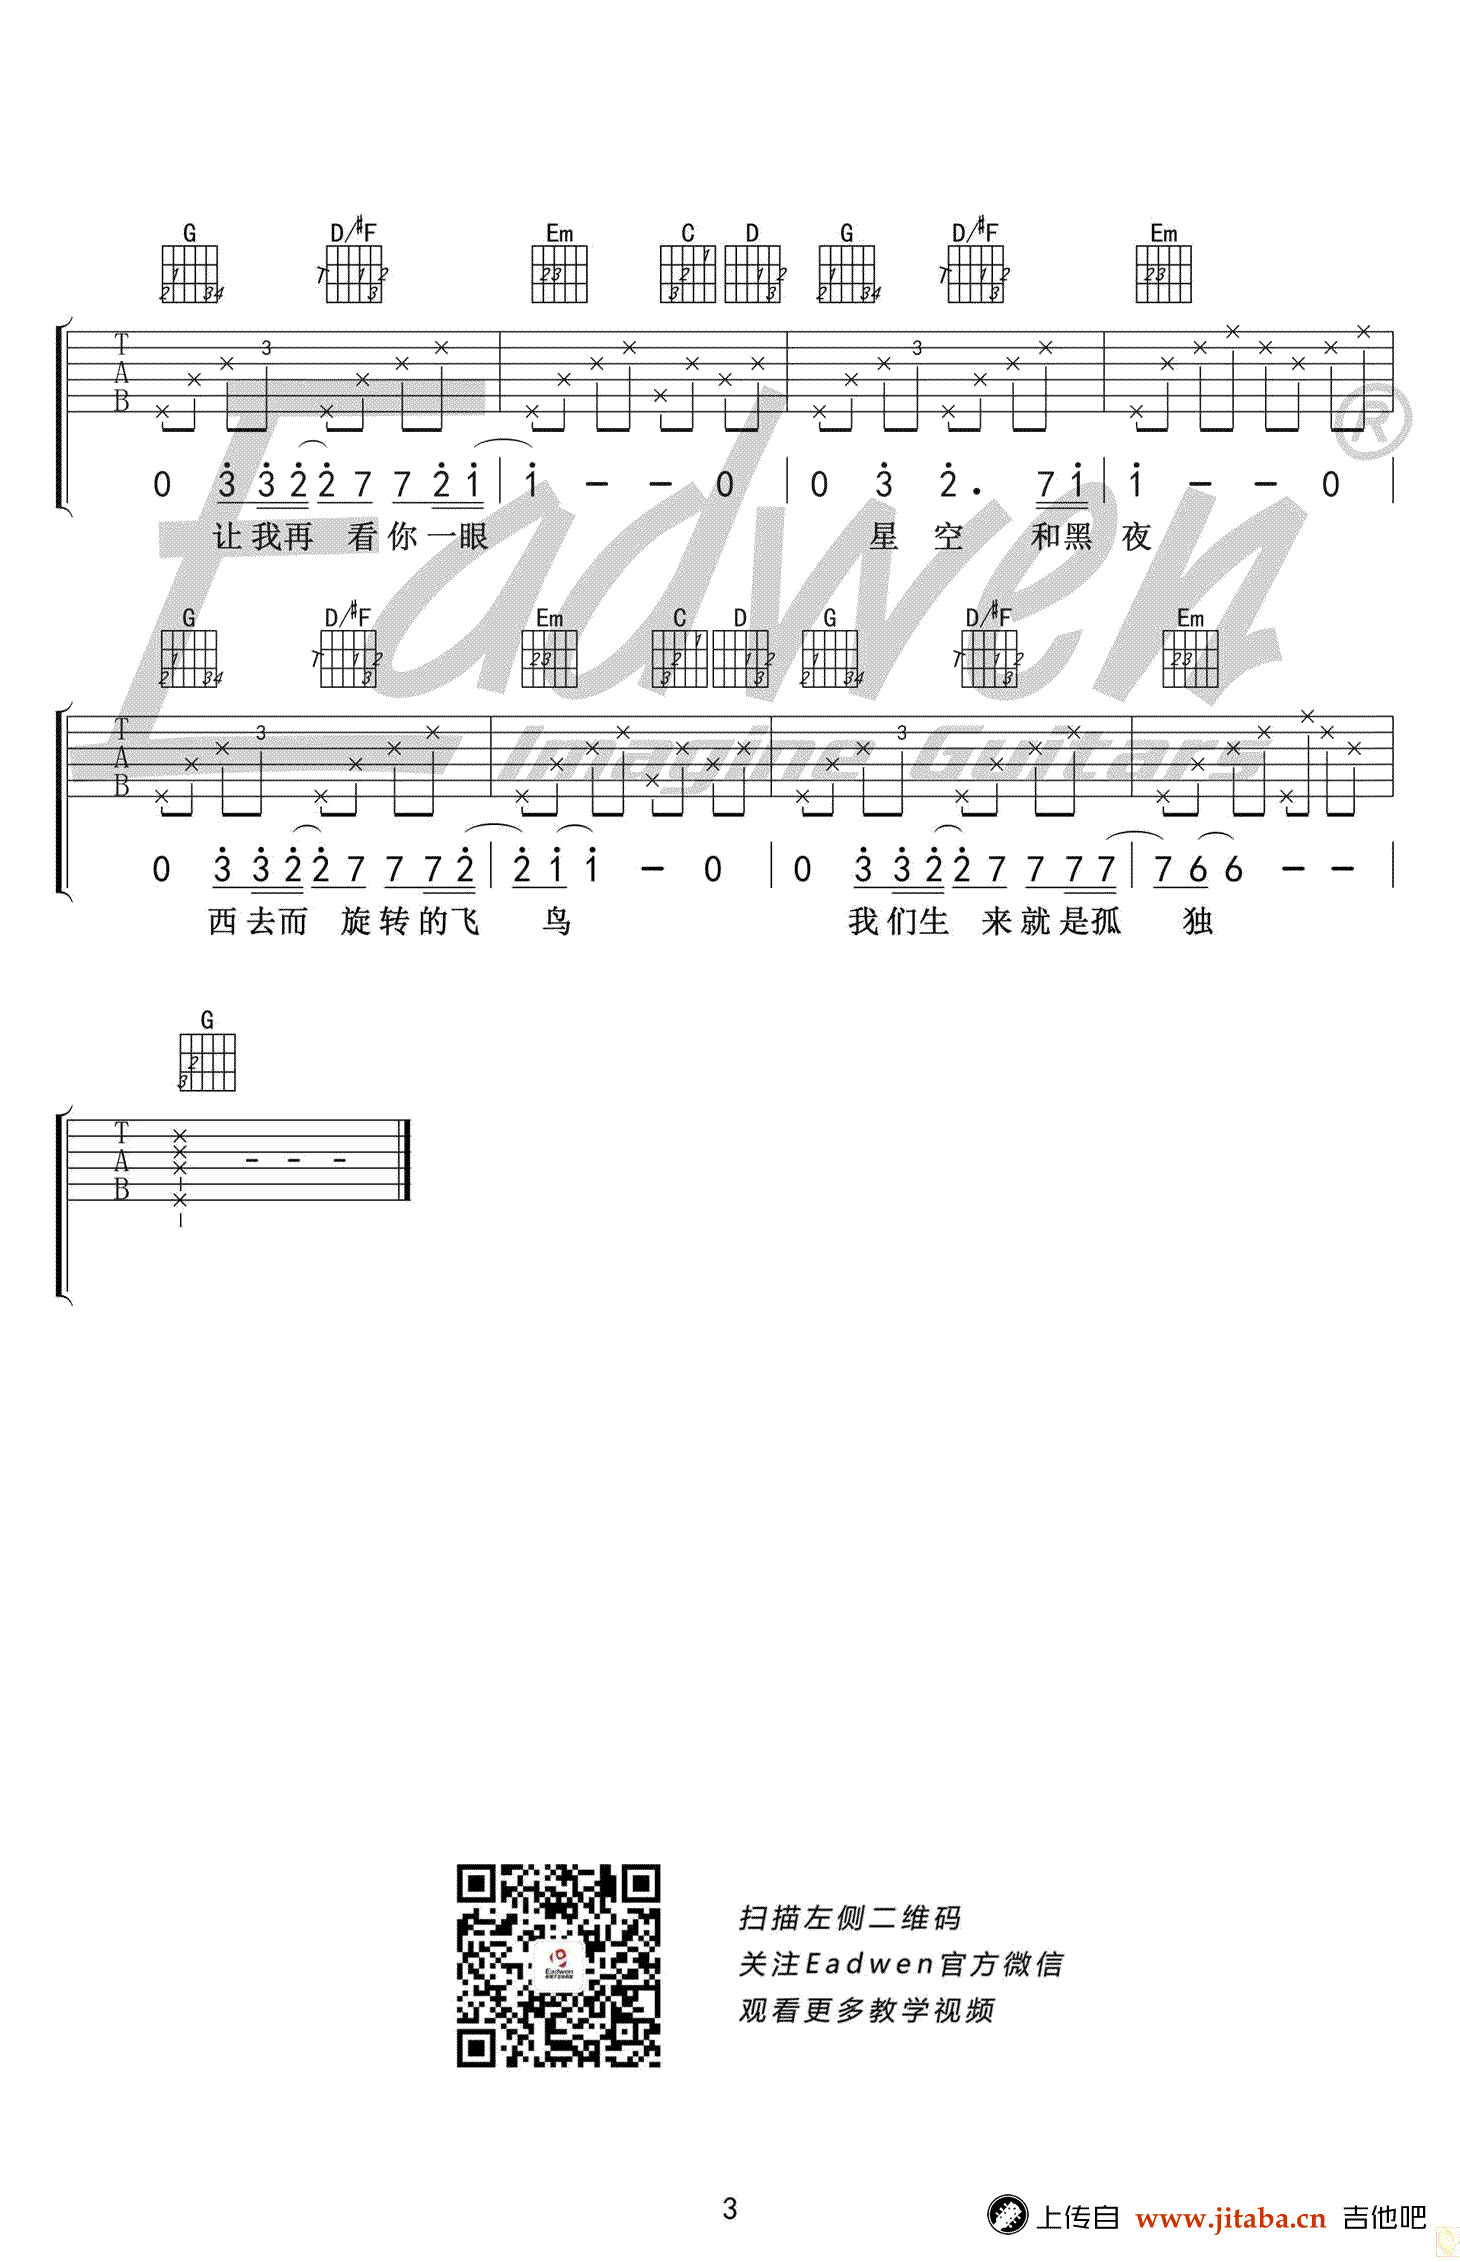 G D/#F Em C D G D/#F Em
3 3
T
A
B
0 3 3 2 2 7 7 2 1 | 1 - - 0 | 0 3 2. 7 1 | 1 - - 0 |
让我再 看你一眼 星 空 和黑 夜
G D/#F Em C D G D/#F Em
3 3
T
A
B
0 3 3 2 2 7 7 7 2 | 2 1 1 - 0 | 0 3 3 2 2 7 7 7 7 | 7 6 6 - - |
西去而 旋转的飞 鸟 我们生 来就是孤 独
G
T
A
B
- - -
Eadwen ®
Imagine Guitars
扫描左侧二维码
关注Eadwen官方微信
观看更多教学视频
3
上传自 www.jitaba.cn 吉他吧